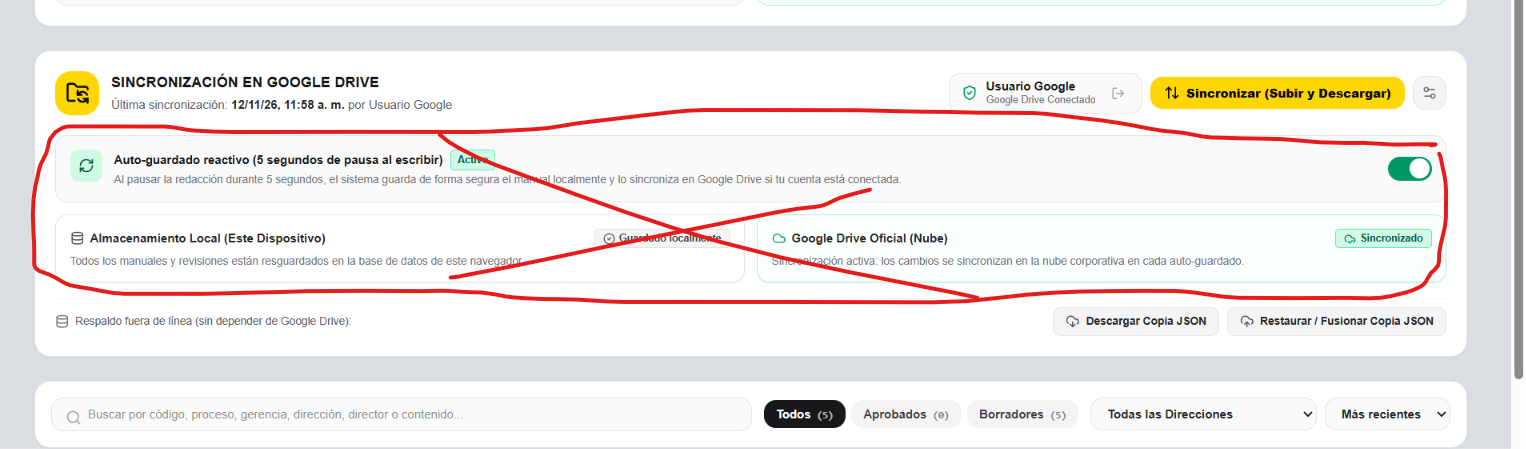 SINCRONIZACIÓN EN GOOGLE DRIVE
Última sincronización: 12/11/26, 11:58 a. m. por Usuario Google
Usuario Google
Google Drive Conectado
Sincronizar (Subir y Descargar)
Auto-guardado reactivo (5 segundos de pausa al escribir)
Activo
Al pausar la redacción durante 5 segundos, el sistema guarda de forma segura el manual localmente y lo sincroniza en Google Drive si tu cuenta está conectada.
Almacenamiento Local (Este Dispositivo)
Guardado localmente
Todos los manuales y revisiones están resguardados en la base de datos de este navegador.
Google Drive Oficial (Nube)
Sincronizado
Sincronización activa: los cambios se sincronizan en la nube corporativa en cada auto-guardado.
Respaldo fuera de línea (sin depender de Google Drive):
Descargar Copia JSON
Restaurar / Fusionar Copia JSON
Buscar por código, proceso, gerencia, dirección, director o contenido...
Todos (5)
Aprobados (0)
Borradores (5)
Todas las Direcciones
Más recientes